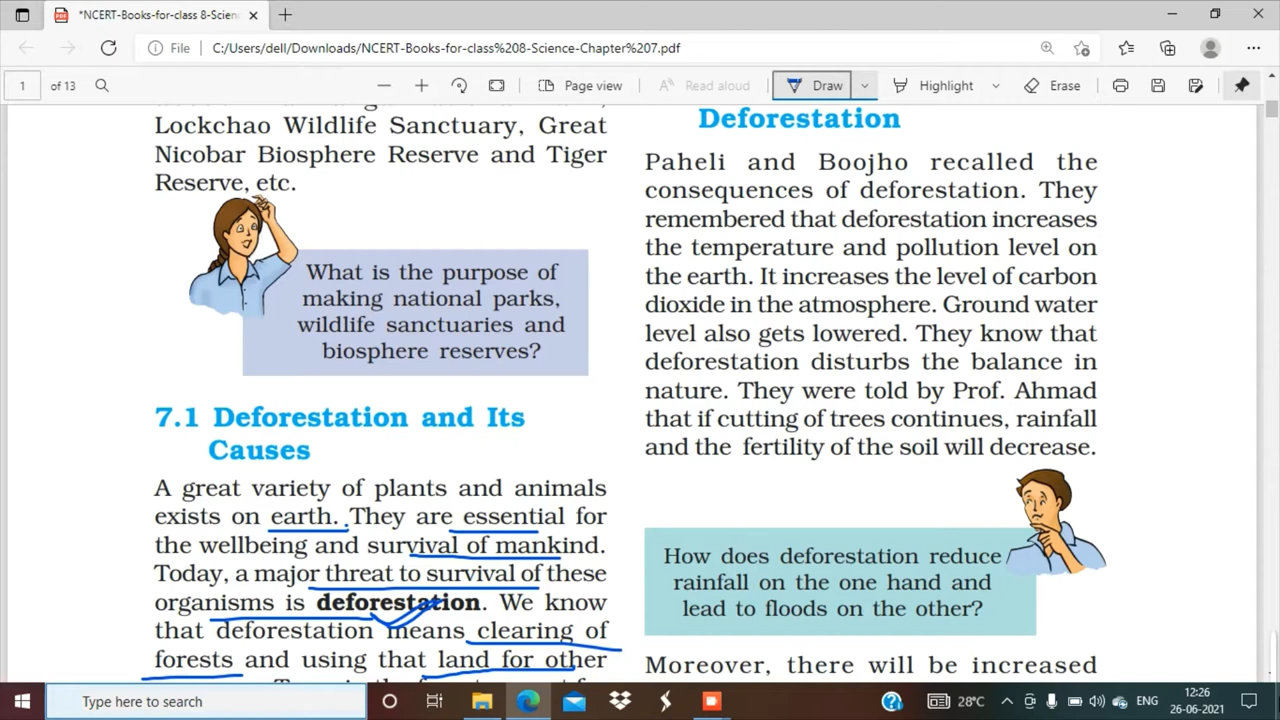 *NCERT-Books-for-class 8-Scien
File
C:/Users/dell/Downloads/NCERT-Books-for-class%208-Science-Chapter%207.pdf
1 of 13
Page view
Read aloud
Draw
Highlight
Erase
Lockchao Wildlife Sanctuary, Great
Nicobar Biosphere Reserve and Tiger
Reserve, etc.
What is the purpose of
making national parks,
wildlife sanctuaries and
biosphere reserves?
7.1 Deforestation and Its
Causes
A great variety of plants and animals
exists on earth. They are essential for
the wellbeing and survival of mankind.
Today, a major threat to survival of these
organisms is deforestation. We know
that deforestation means clearing of
forests and using that land for other
Deforestation
Paheli and Boojho recalled the
consequences of deforestation. They
remembered that deforestation increases
the temperature and pollution level on
the earth. It increases the level of carbon
dioxide in the atmosphere. Ground water
level also gets lowered. They know that
deforestation disturbs the balance in
nature. They were told by Prof. Ahmad
that if cutting of trees continues, rainfall
and the fertility of the soil will decrease.
How does deforestation reduce
rainfall on the one hand and
lead to floods on the other?
Moreover, there will be increased
Type here to search
28°C
ENG
12:26
26-06-2021